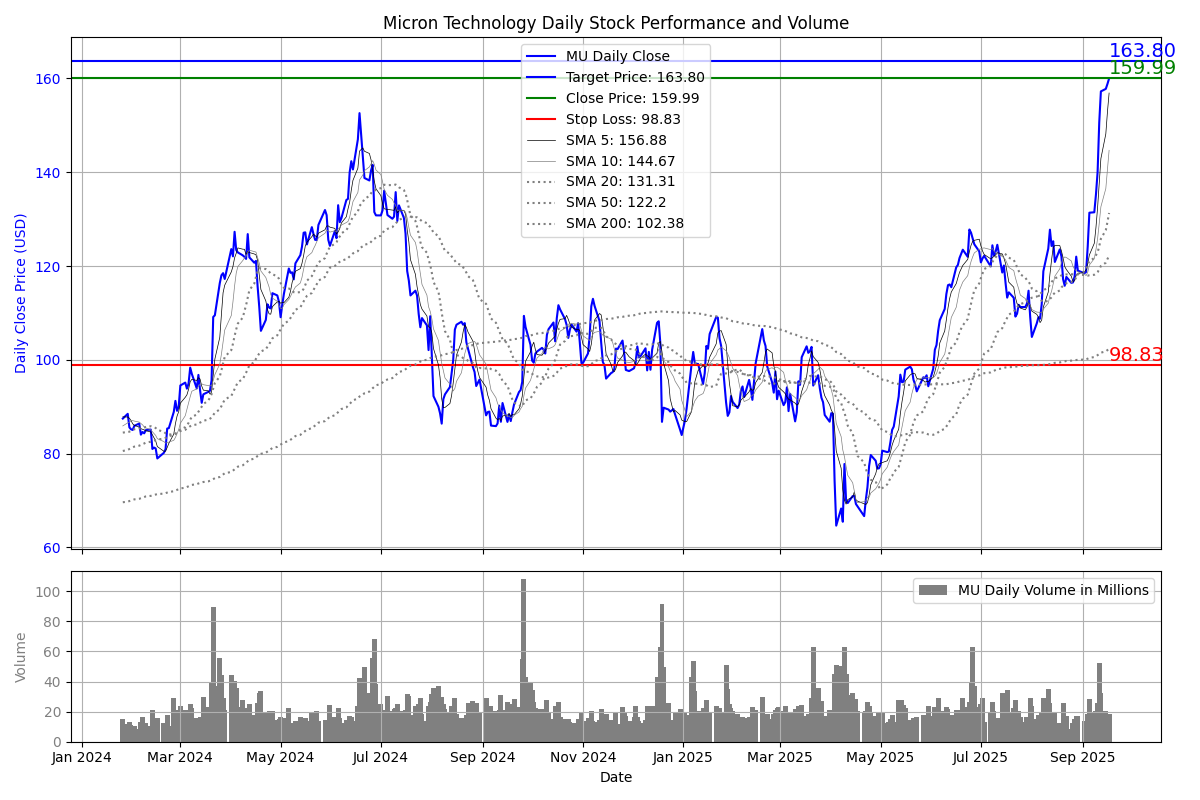 Micron Technology Daily Stock Performance and Volume
163.80
159.99
98.83
MU Daily Close
Target Price: 163.80
Close Price: 159.99
Stop Loss: 98.83
SMA 5: 156.88
SMA 10: 144.67
SMA 20: 131.31
SMA 50: 122.2
SMA 200: 102.38
Daily Close Price (USD)
160
140
120
100
80
60
MU Daily Volume in Millions
Volume
100
80
60
40
20
0
Jan 2024
Mar 2024
May 2024
Jul 2024
Sep 2024
Nov 2024
Jan 2025
Mar 2025
May 2025
Jul 2025
Sep 2025
Date